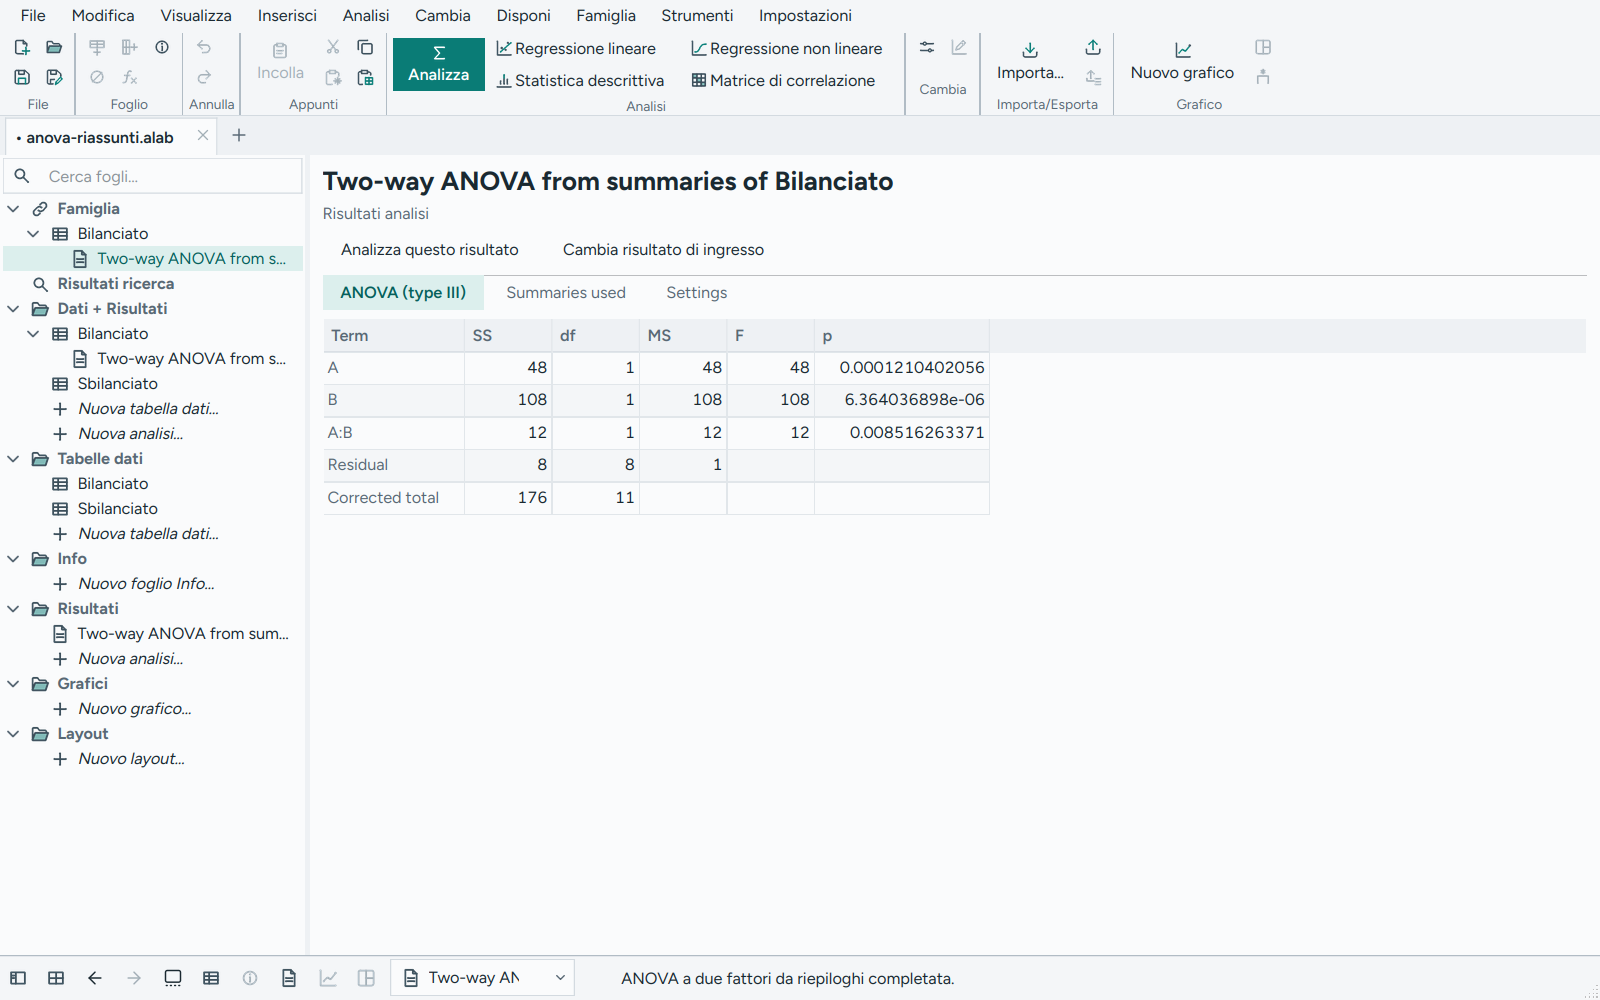 File Modifica Visualizza Inserisci Analisi Cambia Disponi Famiglia Strumenti Impostazioni
Incolla
Analizza
Regressione lineare
Regressione non lineare
Statistica descrittiva
Matrice di correlazione
Importa...
Nuovo grafico
File Foglio Annulla Appunti Analisi Cambia Importa/Esporta Grafico
• anova-riassunti.alab
Cerca fogli...
Famiglia
Bilanciato
Two-way ANOVA from s...
Risultati ricerca
Dati + Risultati
Bilanciato
Two-way ANOVA from s...
Sbilanciato
Nuova tabella dati...
Nuova analisi...
Tabelle dati
Bilanciato
Sbilanciato
Nuova tabella dati...
Info
Nuovo foglio Info...
Risultati
Two-way ANOVA from sum...
Nuova analisi...
Grafici
Nuovo grafico...
Layout
Nuovo layout...
Two-way ANOVA from summaries of Bilanciato
Risultati analisi
Analizza questo risultato Cambia risultato di ingresso
ANOVA (type III) Summaries used Settings
Term SS df MS F p
A 48 1 48 48 0.0001210402056
B 108 1 108 108 6.364036898e-06
A:B 12 1 12 12 0.008516263371
Residual 8 8 1
Corrected total 176 11
Two-way AN
ANOVA a due fattori da riepiloghi completata.